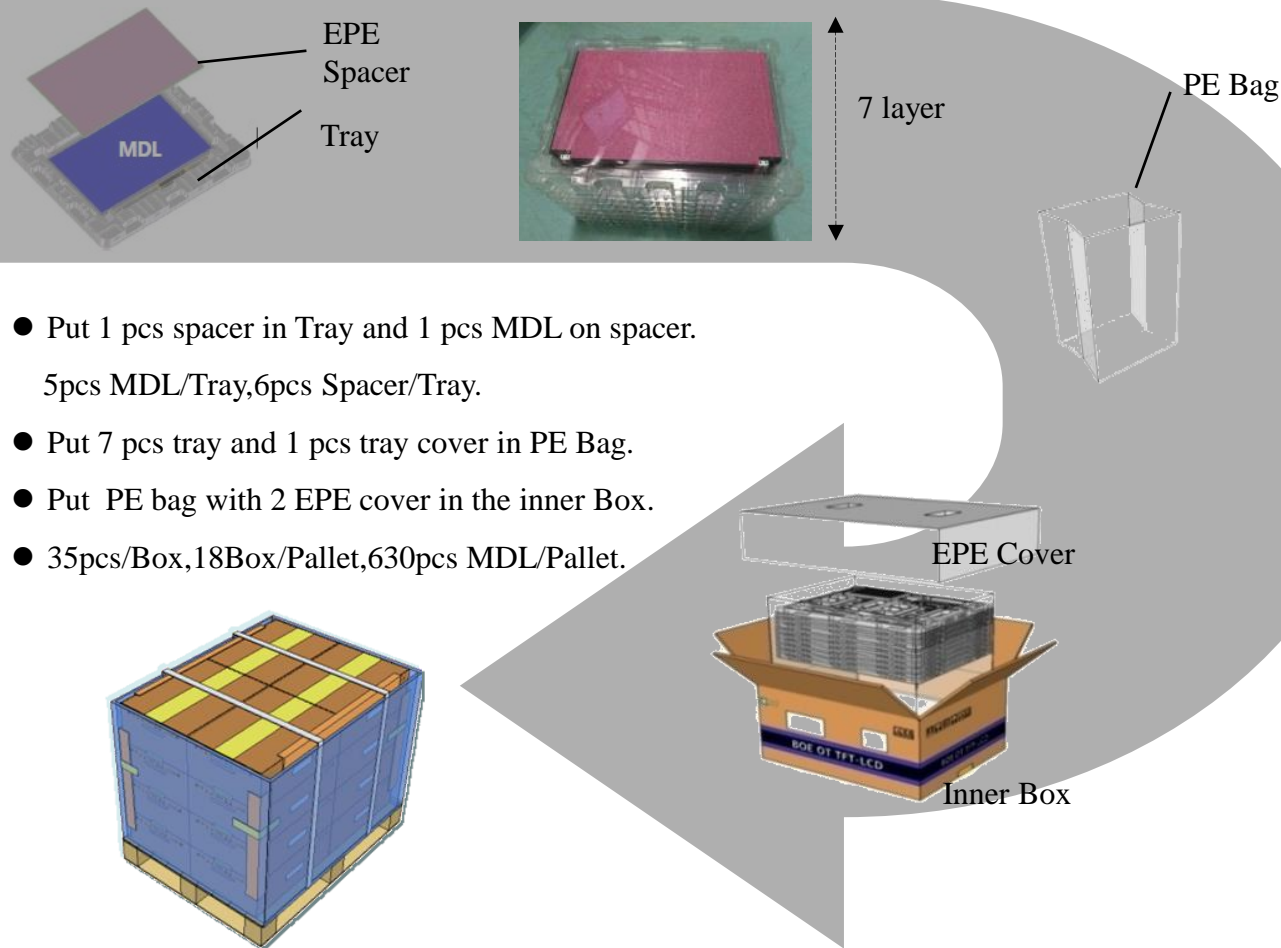 EPE
Spacer
Tray
MDL
7 layer
PE Bag
● Put 1 pcs spacer in Tray and 1 pcs MDL on spacer.
5pcs MDL/Tray,6pcs Spacer/Tray.
● Put 7 pcs tray and 1 pcs tray cover in PE Bag.
● Put PE bag with 2 EPE cover in the inner Box.
● 35pcs/Box,18Box/Pallet,630pcs MDL/Pallet.
EPE Cover
BOE OT TFT-LCD
Inner Box